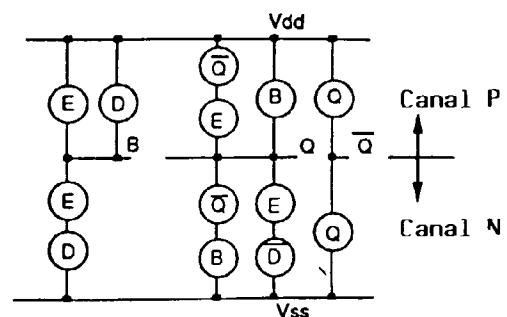 Vdd
Q̅
E D B Q Canal P
E
B Q Q̅
E Q̅ E Q Canal N
D B D̅
Vss